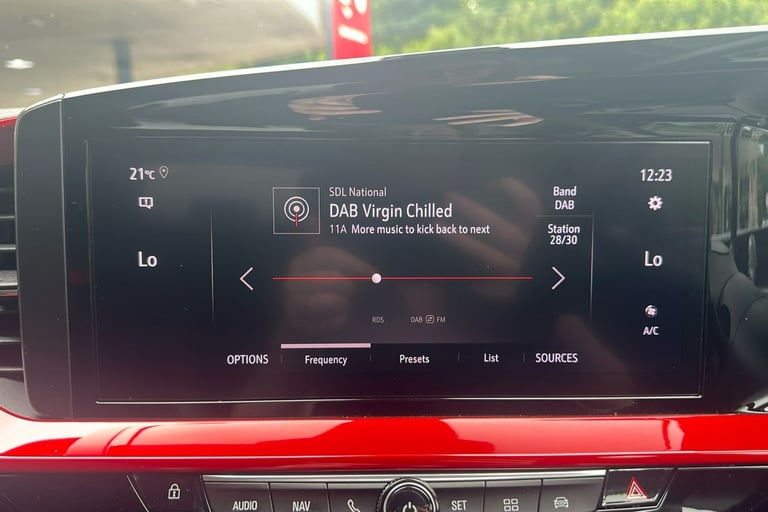 21°C
12:23
SDL National
DAB Virgin Chilled
11A More music to kick back to next
Band
DAB
Station
28/30
Lo
Lo
RDS
DAB FM
A/C
OPTIONS
Frequency
Presets
List
SOURCES
AUDIO
NAV
SET